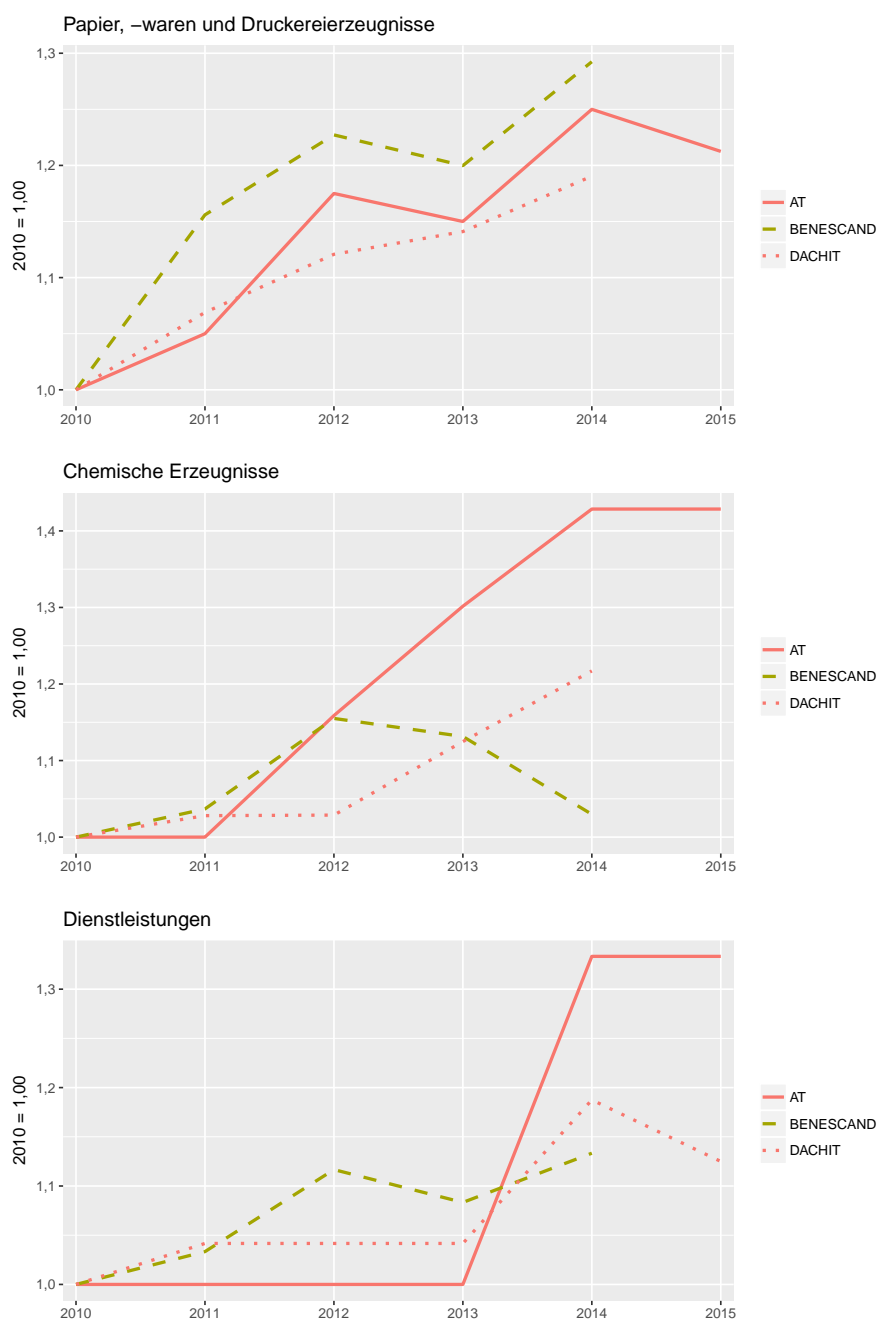 Papier, −waren und Druckereierzeugnisse
1,3
1,2
1,1
1,0
2010 = 1,00
2010 2011 2012 2013 2014 2015
AT
BENESCAND
DACHIT
Chemische Erzeugnisse
1,4
1,3
1,2
1,1
1,0
2010 = 1,00
2010 2011 2012 2013 2014 2015
AT
BENESCAND
DACHIT
Dienstleistungen
1,3
1,2
1,1
1,0
2010 = 1,00
2010 2011 2012 2013 2014 2015
AT
BENESCAND
DACHIT